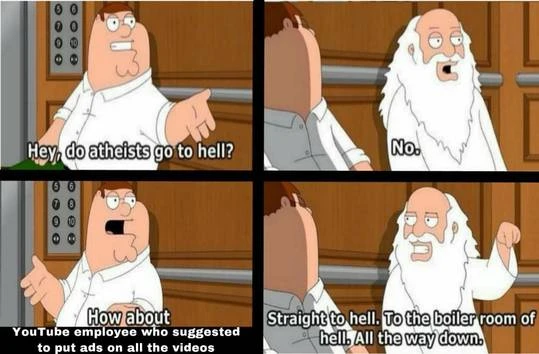 Hey, do atheists go to hell?
No.
How about
YouTube employee who suggested
to put ads on all the videos
Straight to hell. To the boiler room of
hell. All the way down.